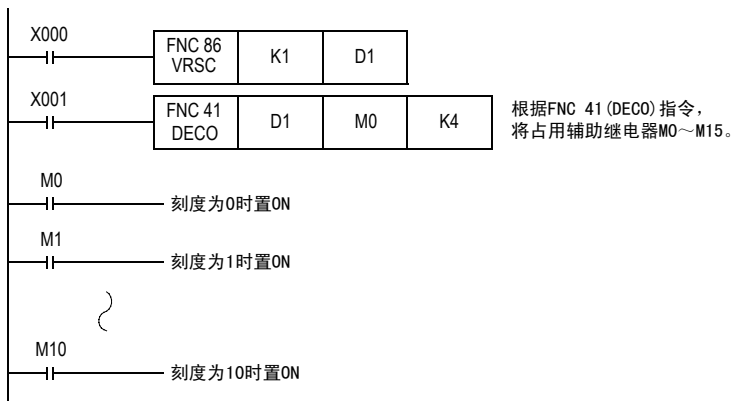 X000
FNC 86
VRSC
K1
D1
X001
FNC 41
DECO
D1
M0
K4
根据FNC 41(DECO)指令,
将占用辅助继电器M0～M15。
M0
刻度为0时置ON
M1
刻度为1时置ON
M10
刻度为10时置ON